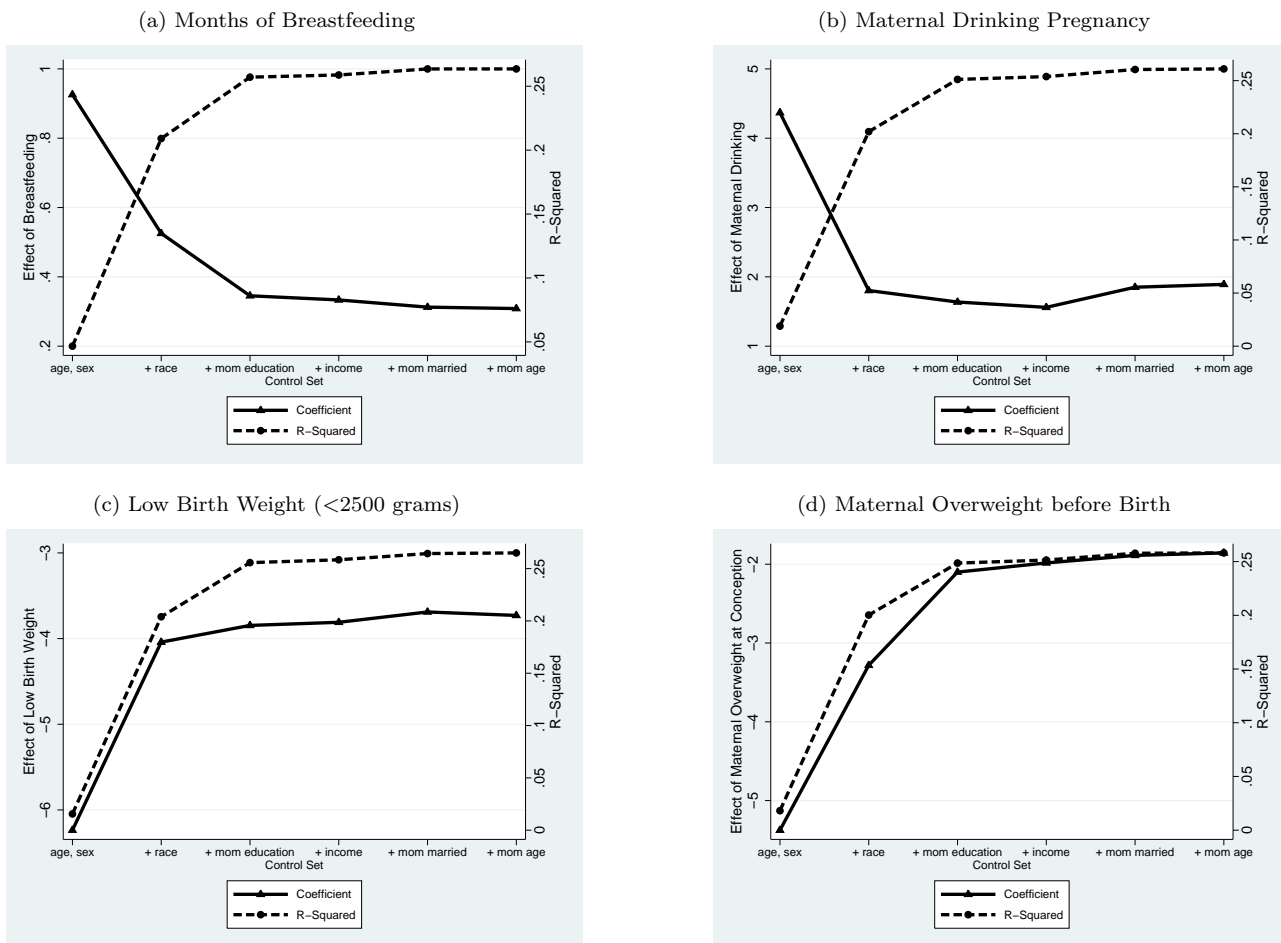 (a) Months of Breastfeeding
Effect of Breastfeeding
.2 .4 .6 .8 1
R−Squared
.05 .1 .15 .2 .25
age, sex + race + mom education + income + mom married + mom age
Control Set
Coefficient
R−Squared
(b) Maternal Drinking Pregnancy
Effect of Maternal Drinking
1 2 3 4 5
R−Squared
0 .05 .1 .15 .2 .25
age, sex + race + mom education + income + mom married + mom age
Control Set
Coefficient
R−Squared
(c) Low Birth Weight (<2500 grams)
Effect of Low Birth Weight
-6 -5 -4 -3
R−Squared
0 .05 .1 .15 .2 .25
age, sex + race + mom education + income + mom married + mom age
Control Set
Coefficient
R−Squared
(d) Maternal Overweight before Birth
Effect of Maternal Overweight at Conception
−5 −4 −3 −2
R−Squared
0 .05 .1 .15 .2 .25
age, sex + race + mom education + income + mom married + mom age
Control Set
Coefficient
R−Squared